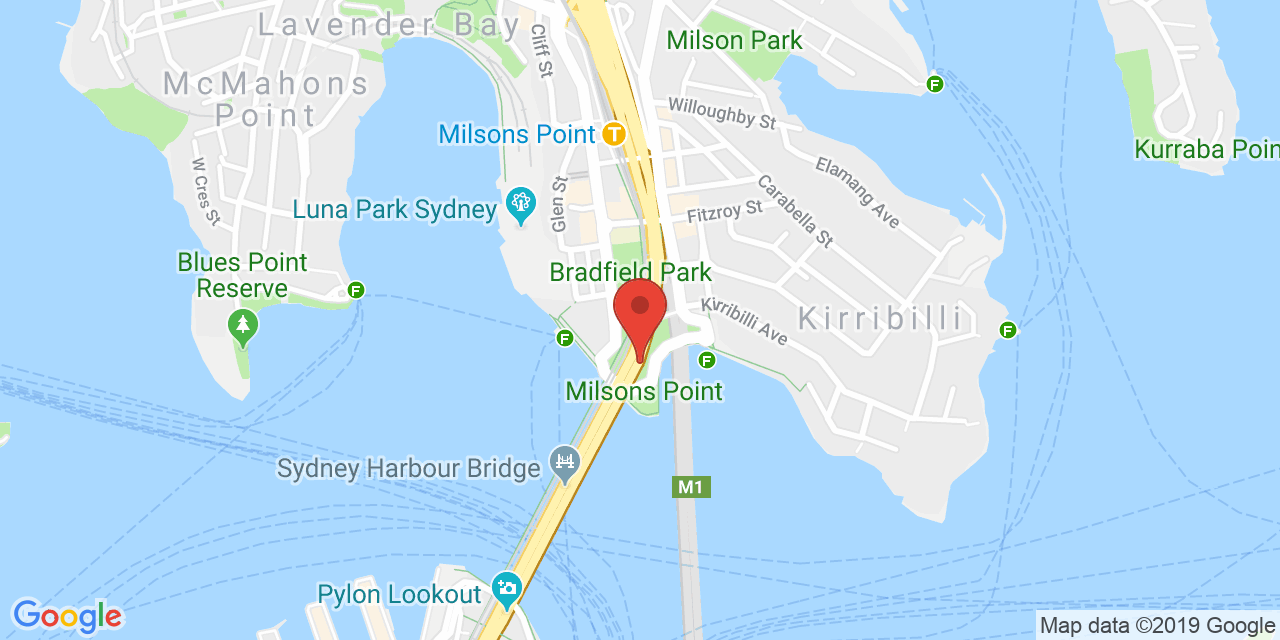 Lavender Bay
Cliff St
Milson Park
McMahons
Point
F
Willoughby St
Milsons Point T
Kurraba Poin
W Cres St
Elamang Ave
Glen St
Carabella St
Luna Park Sydney
Fitzroy St
Blues Point
Reserve
Bradfield Park
F
Kirribilli Ave
Kirribilli
F
F
F
Milsons Point
Sydney Harbour Bridge
M1
Pylon Lookout
Google
Map data ©2019 Google